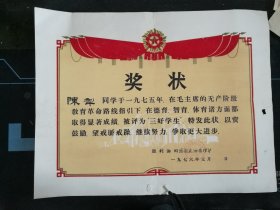 奖状
陈 同学于一九七五年，在毛主席的无产阶级
教育革命路线指引下，在德育、智育、体育诸方面都
取得显著成绩，被评为“三好学生”，特发此状，以资
鼓励。望戒骄戒躁，继续努力，争取更大进步。
一九七六年 月 日